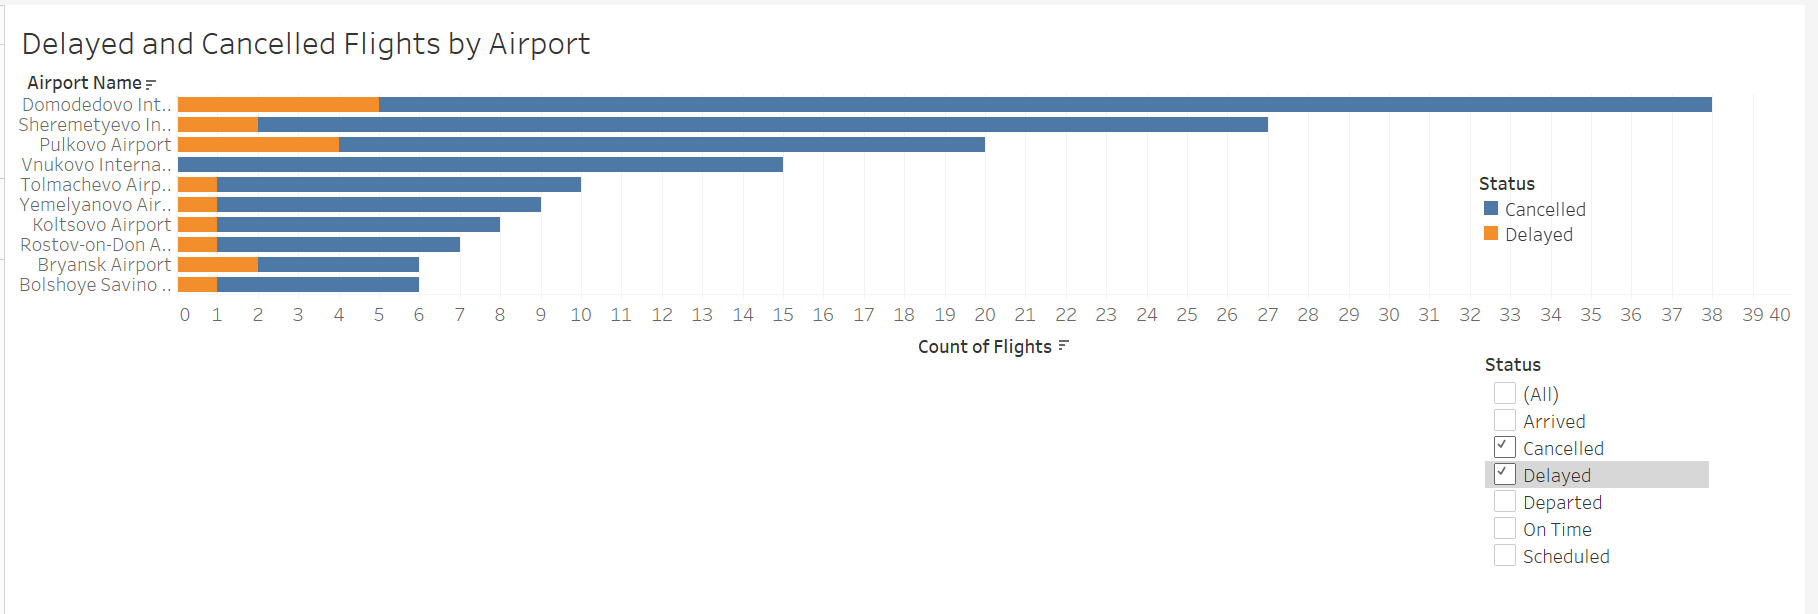 Delayed and Cancelled Flights by Airport
Airport Name
Domodedovo Int..
Sheremetyevo In..
Pulkovo Airport
Vnukovo Interna..
Tolmachevo Airp..
Yemelyanovo Air..
Koltsovo Airport
Rostov-on-Don A..
Bryansk Airport
Bolshoye Savino ..
0 1 2 3 4 5 6 7 8 9 10 11 12 13 14 15 16 17 18 19 20 21 22 23 24 25 26 27 28 29 30 31 32 33 34 35 36 37 38 39 40
Count of Flights
Status
Cancelled
Delayed
Status
(All)
Arrived
Cancelled
Delayed
Departed
On Time
Scheduled